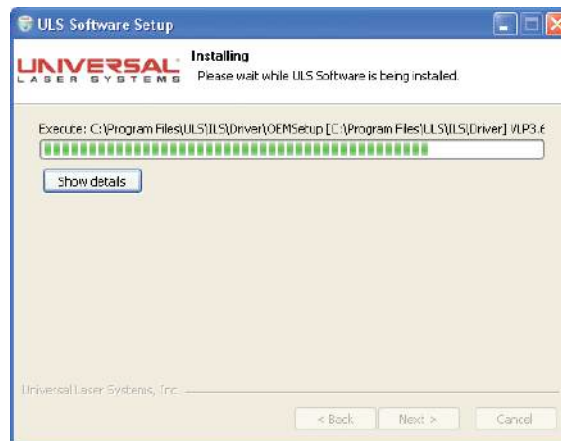 ULS Software Setup
UNIVERSAL
LASER SYSTEMS
Installing
Please wait while ULS Software is being installed.
Execute: C:\Program Files\ULS\ILS\Driver\OEMSetup [C:\Program Files\ULS\ILS\Driver] VLP3.6
Show details
Universal Laser Systems, Inc.
< Back
Next >
Cancel